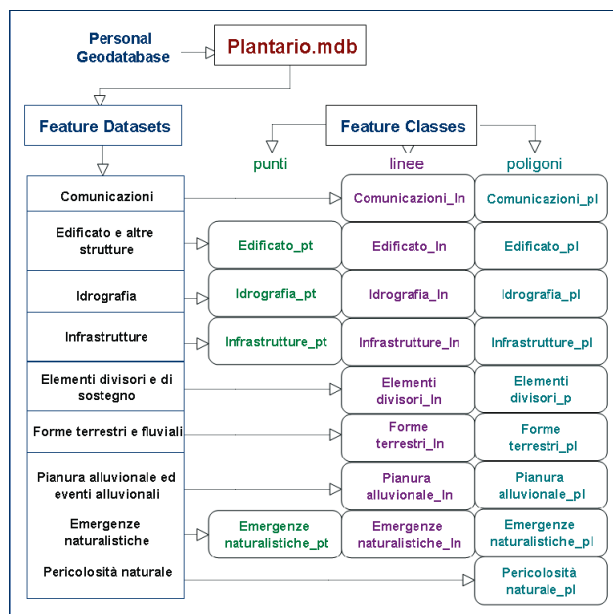 Personal
Geodatabase
Plantario.mdb
Feature Datasets
Feature Classes
punti
linee
poligoni
Comunicazioni
Comunicazioni_ln
Comunicazioni_pl
Edificato e altre
strutture
Edificato_pt
Edificato_ln
Edificato_pl
Idrografia
Idrografia_pt
Idrografia_ln
Idrografia_pl
Infrastrutture
Infrastrutture_pt
Infrastrutture_ln
Infrastrutture_pl
Elementi divisori e di
sostegno
Elementi
divisori_ln
Elementi
divisori_p
Forme terrestri e fluviali
Forme
terrestri_ln
Forme
terrestri_pl
Pianura alluvionale ed
eventi alluvionali
Pianura
alluvionale_ln
Pianura
alluvionale_pl
Emergenze
naturalistiche
Emergenze
naturalistiche_pt
Emergenze
naturalistiche_ln
Emergenze
naturalistiche_pl
Pericolosità naturale
Pericolosità
naturale_pl